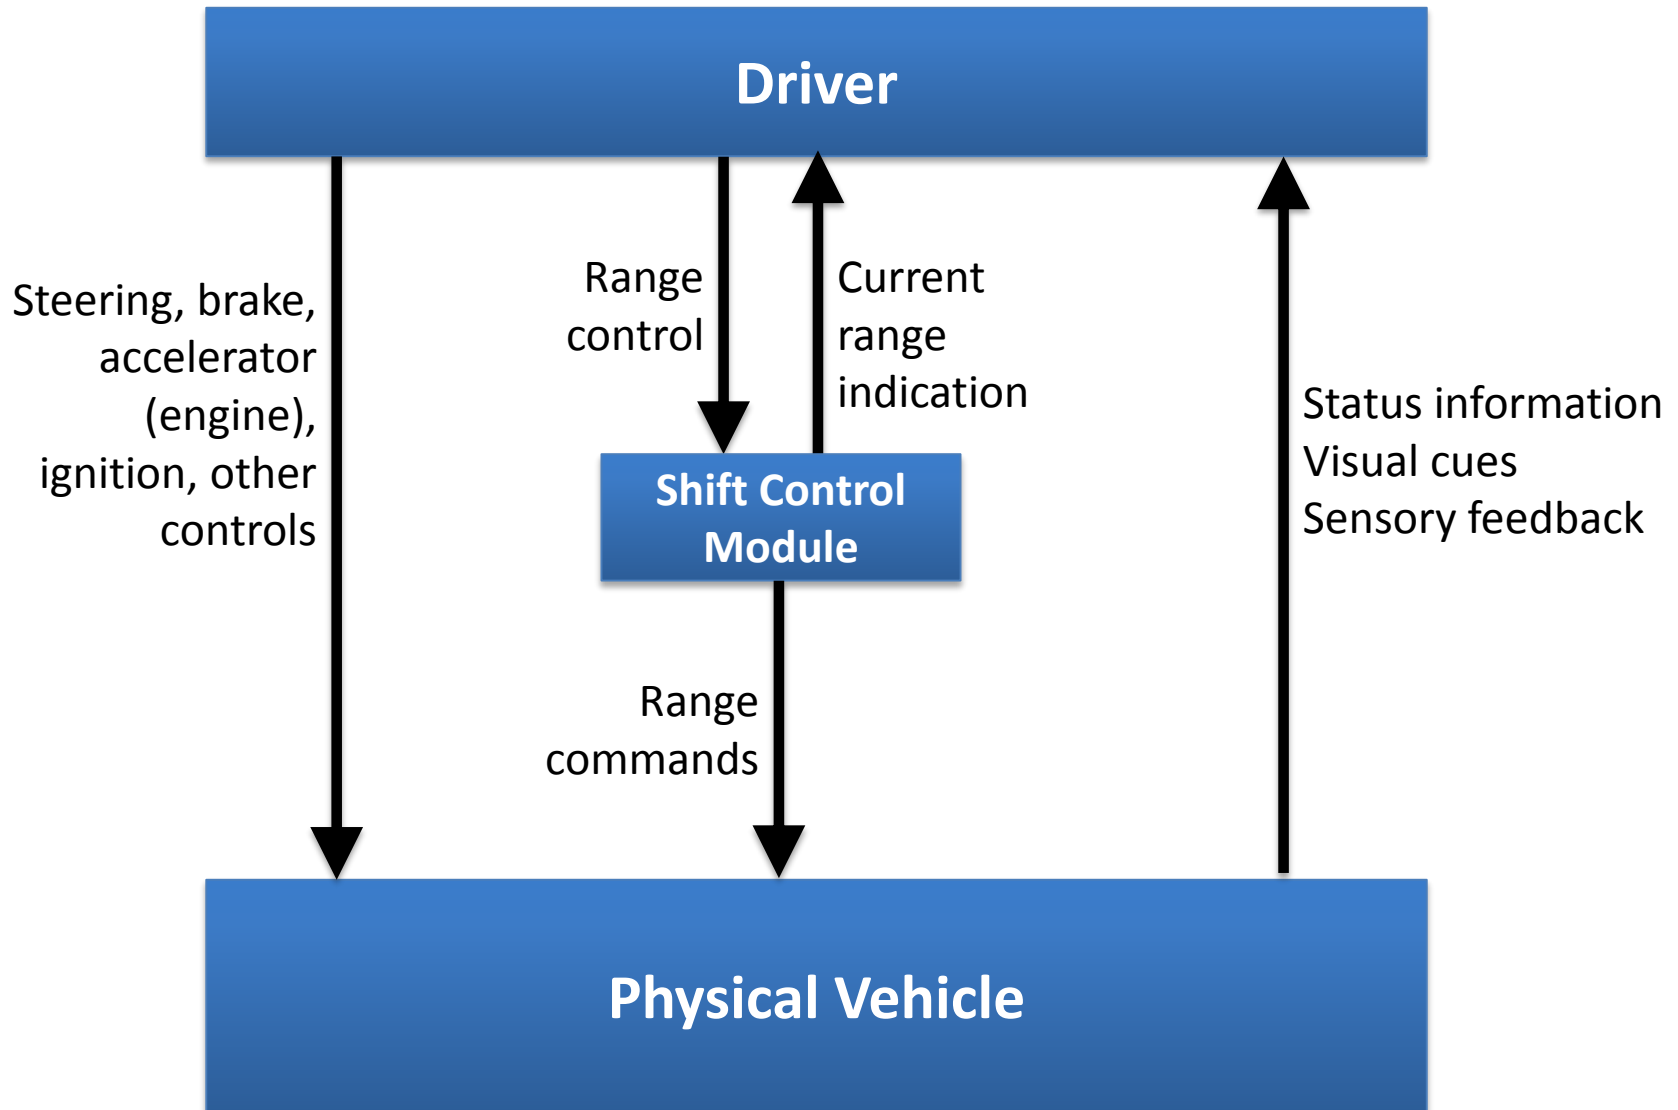 Driver
Steering, brake,
accelerator
(engine),
ignition, other
controls
Range
control
Current
range
indication
Status information
Visual cues
Sensory feedback
Shift Control
Module
Range
commands
Physical Vehicle